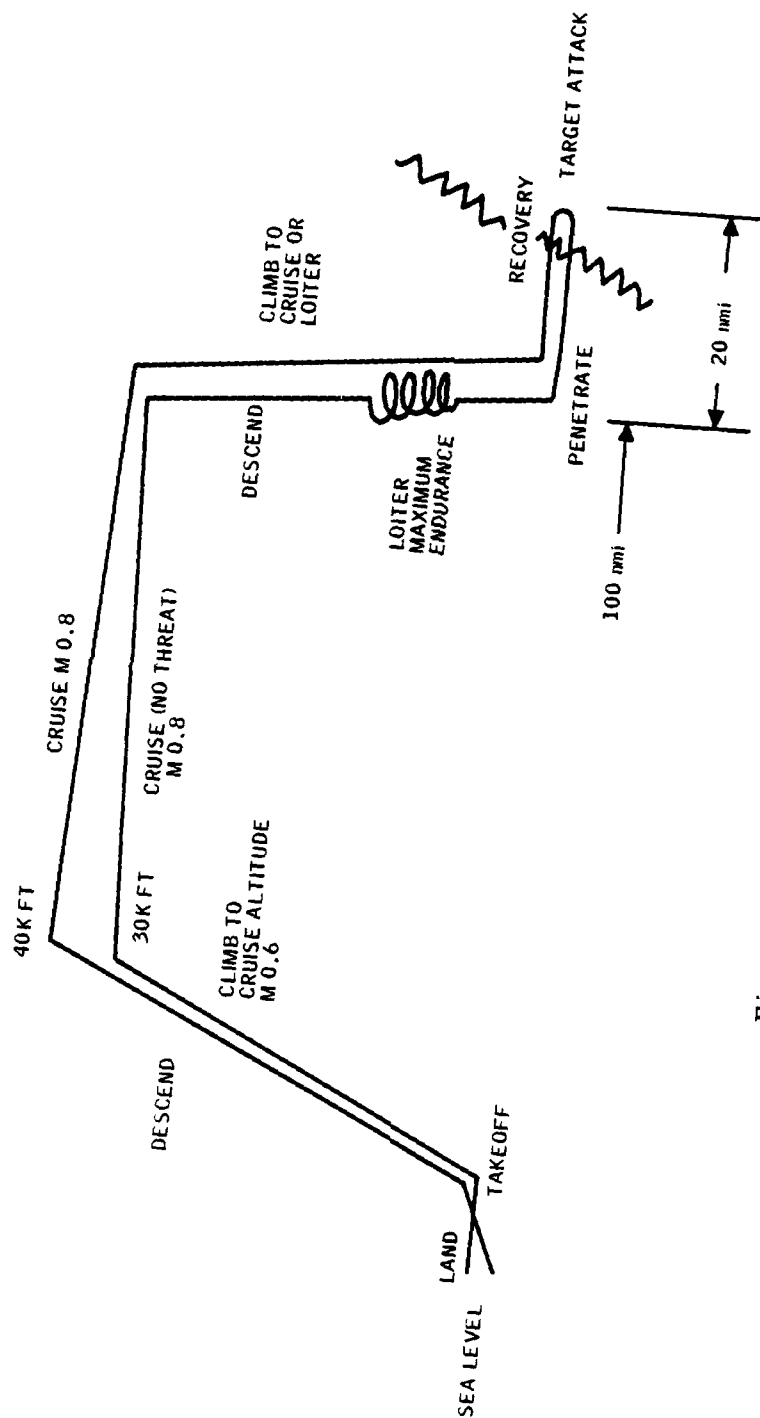 40K FT
CRUISE M 0.8
CLIMB TO
CRUISE OR
LOITER
30K FT
CRUISE (NO THREAT)
M 0.8
DESCEND
DESCEND
CLIMB TO
CRUISE ALTITUDE
M 0.6
LOITER
MAXIMUM
ENDURANCE
RECOVERY
TARGET ATTACK
PENETRATE
LAND
TAKEOFF
SEA LEVEL
100 nmi
20 nmi